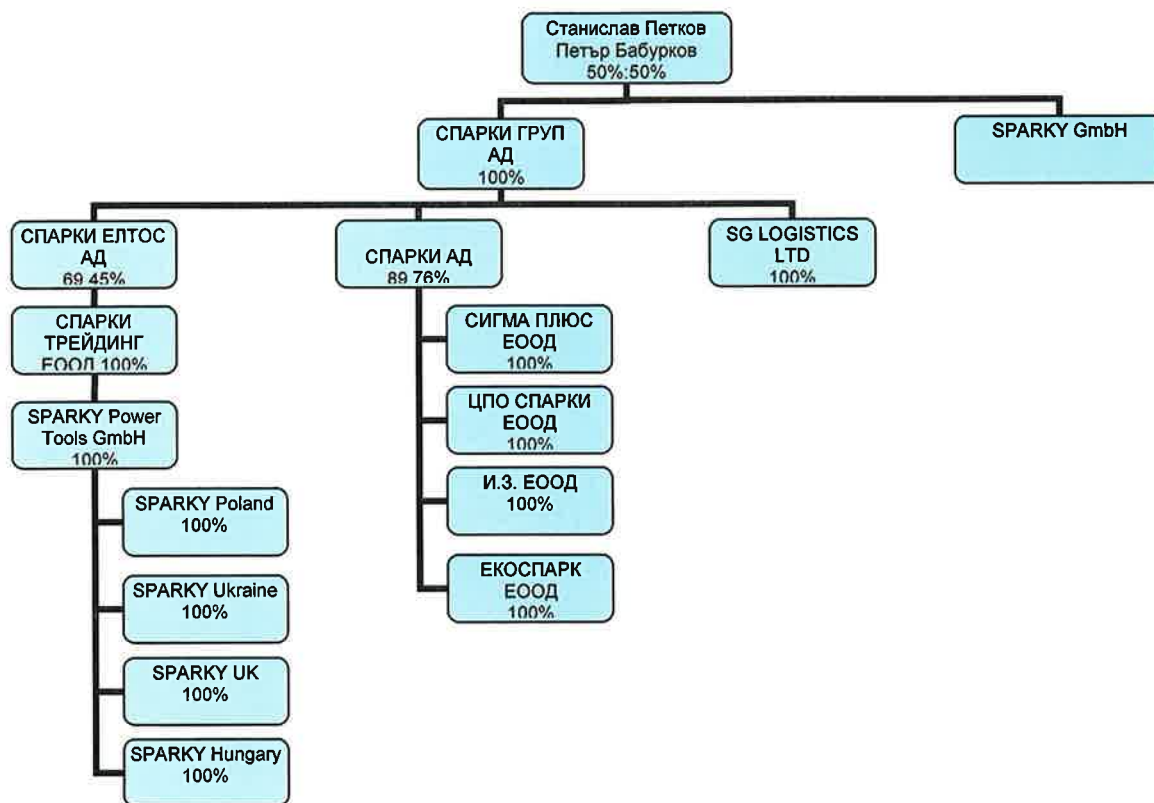 Станислав Петков
Петър Бабурков
50%:50%
СПАРКИ ГРУП
АД
100%
SPARKY GmbH
СПАРКИ ЕЛТОС
АД
69.45%
СПАРКИ АД
89.76%
SG LOGISTICS
LTD
100%
СПАРКИ
ТРЕЙДИНГ
ЕООД 100%
СИГМА ПЛЮС
ЕООД
100%
SPARKY Power
Tools GmbH
100%
ЦПО СПАРКИ
ЕООД
100%
И.З. ЕООД
100%
ЕКОСПАРК
ЕООД
100%
SPARKY Poland
100%
SPARKY Ukraine
100%
SPARKY UK
100%
SPARKY Hungary
100%